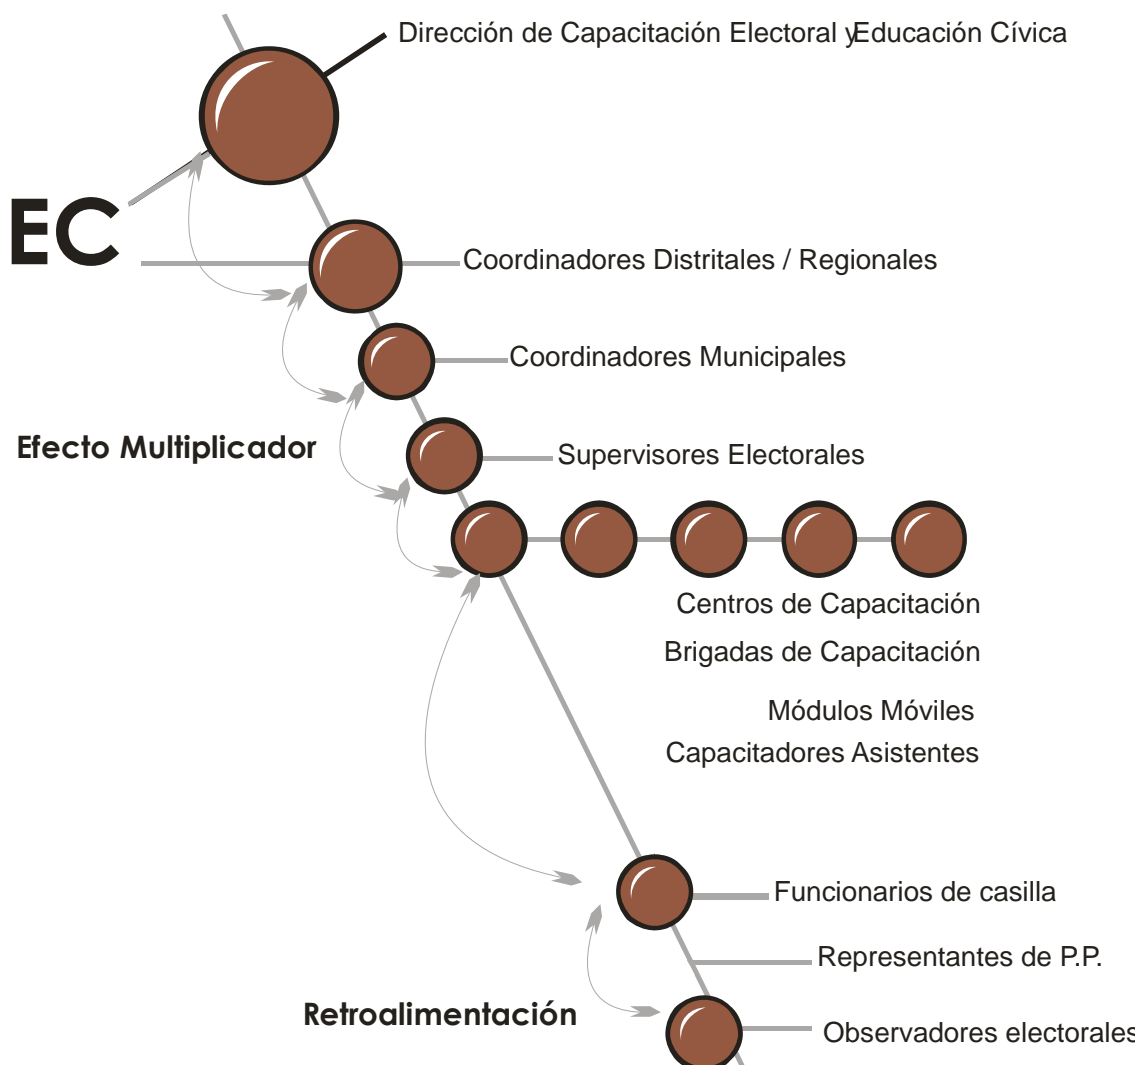 Dirección de Capacitación Electoral y Educación Cívica
EC
Coordinadores Distritales / Regionales
Coordinadores Municipales
Efecto Multiplicador
Supervisores Electorales
Centros de Capacitación
Brigadas de Capacitación
Módulos Móviles
Capacitadores Asistentes
Funcionarios de casilla
Representantes de P.P.
Retroalimentación
Observadores electorales